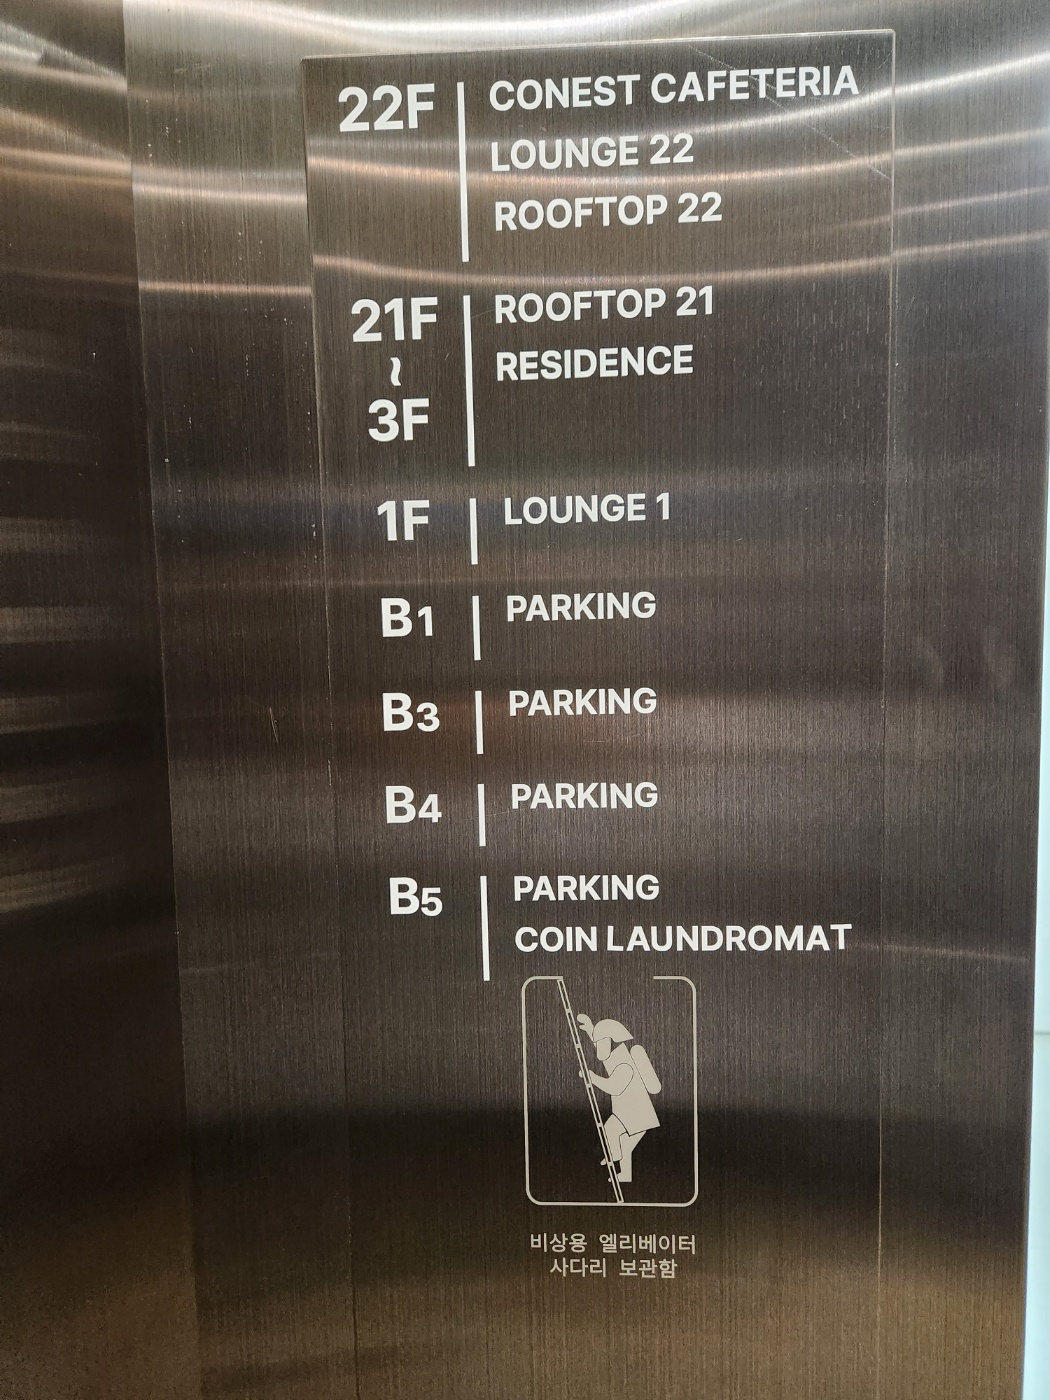 22F CONEST CAFETERIA
LOUNGE 22
ROOFTOP 22
21F ROOFTOP 21
~ RESIDENCE
3F
1F LOUNGE 1
B1 PARKING
B3 PARKING
B4 PARKING
B5 PARKING
COIN LAUNDROMAT
비상용 엘리베이터
사다리 보관함